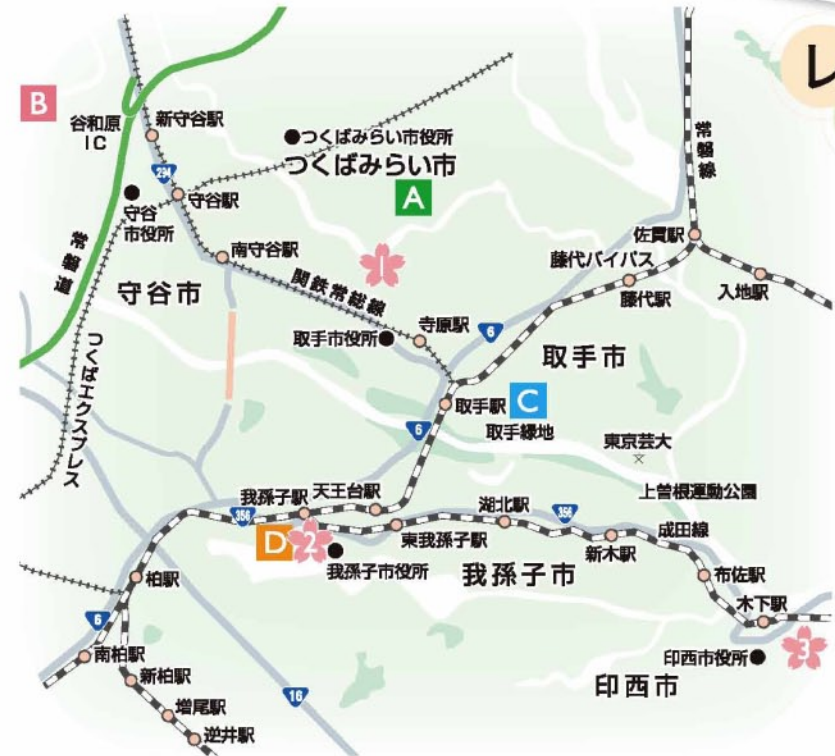 レ
B
谷和原
IC
新守谷駅
つくばみらい市役所
つくばみらい市
294
守谷駅
守谷
市役所
A
常磐線
常磐道
南守谷駅
1
佐貫駅
藤代バイパス
藤代駅
入地駅
守谷市
関鉄常総線
取手市役所
寺原駅
6
取手市
つくばエクスプレス
取手駅
C
取手緑地
6
東京芸大
我孫子駅
天王台駅
湖北駅
上曽根運動公園
356
356
成田線
D
2
東我孫子駅
新木駅
我孫子市役所
我孫子市
布佐駅
柏駅
木下駅
6
南柏駅
新柏駅
印西市役所
3
印西市
16
増尾駅
逆井駅